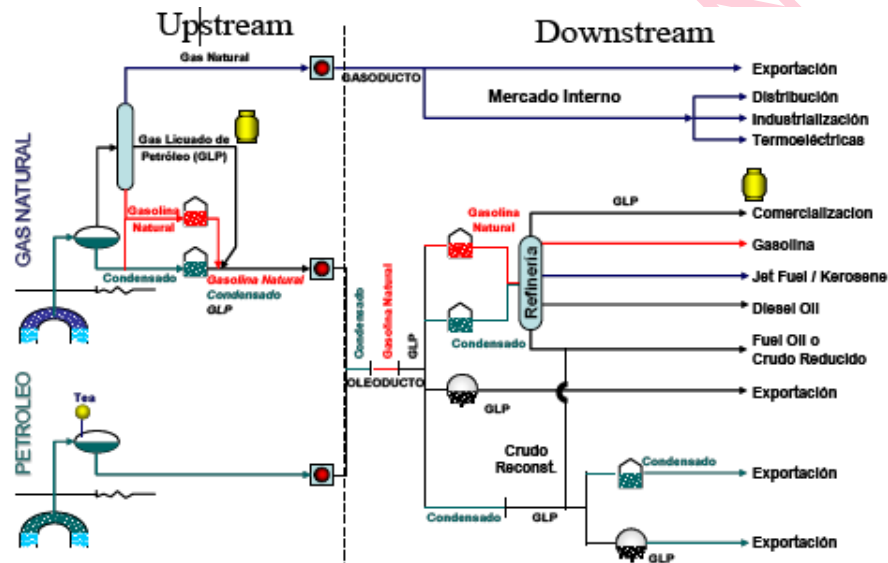 Upstream
Downstream
Gas Natural
GASODUCTO
Exportación
Mercado Interno
Distribución
Industrialización
Termoeléctricas
Gas Licuado de
Petróleo (GLP)
GAS NATURAL
Gasolina
Natural
Condensado
Gasolina Natural
Condensado
GLP
Gasolina
Natural
Condensado
Refinería
GLP
Comercializacion
Gasolina
Jet Fuel / Kerosene
Diesel Oil
Fuel Oil o
Crudo Reducido
Condensado
Gasolina Natural
GLP
OLEODUCTO
GLP
Exportación
PETROLEO
Tea
Crudo
Reconst.
Condensado
GLP
Condensado
Exportación
GLP
Exportación